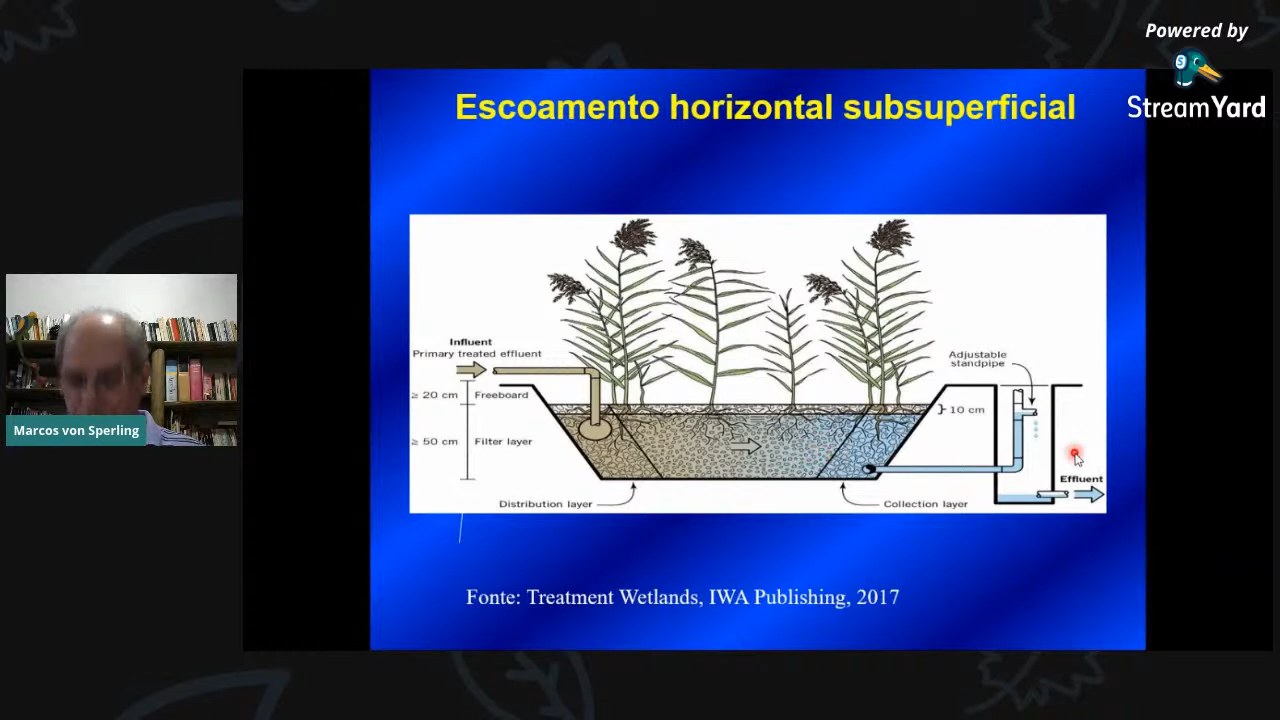 Powered by
StreamYard
Escoamento horizontal subsuperficial
Influent
Primary treated effluent
≥ 20 cm
Freeboard
≥ 50 cm
Filter layer
Adjustable
standpipe
10 cm
Effluent
Distribution layer
Collection layer
Marcos von Sperling
Fonte: Treatment Wetlands, IWA Publishing, 2017